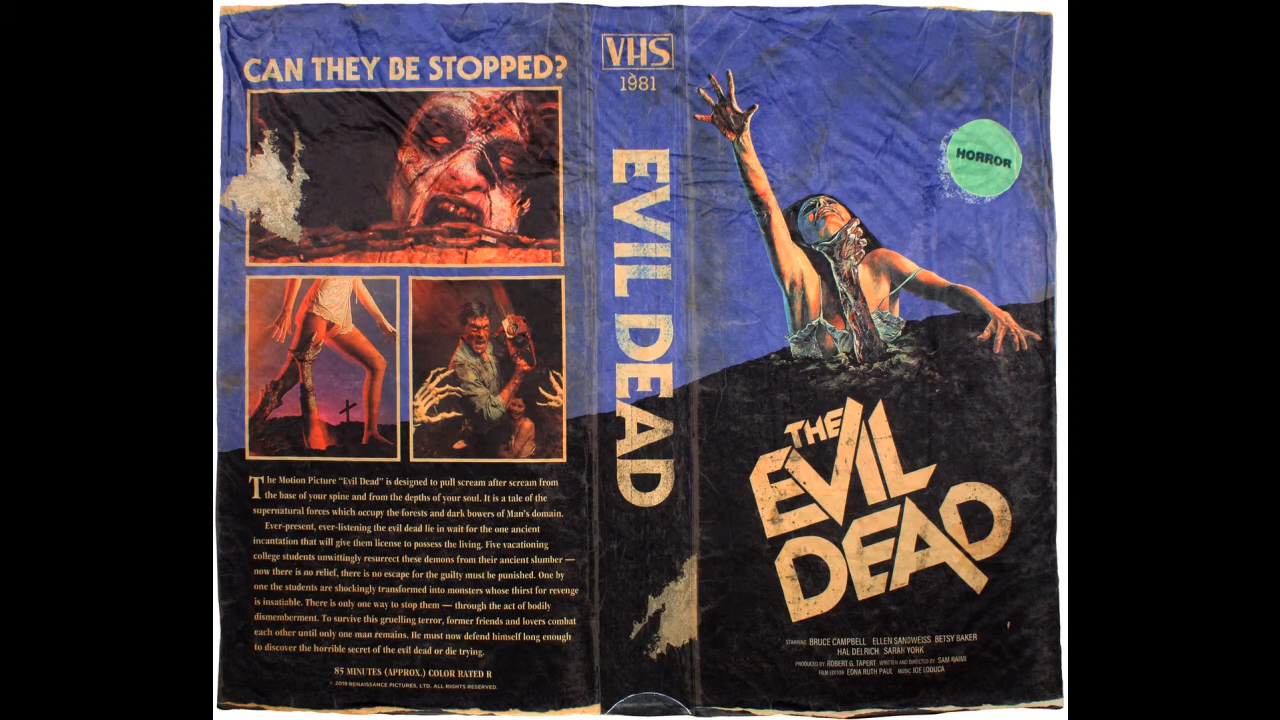 CAN THEY BE STOPPED?
The Motion Picture “Evil Dead” is designed to pull scream after scream from
the base of your spine and from the depths of your soul. It is a tale of the
supernatural forces which occupy the forests and dark bowers of Man’s domain.
Ever-present, ever-listening the evil dead lie in wait for the one ancient
incantation that will give them license to possess the living. Five vacationing
college students unwittingly resurrect these demons from their ancient slumber —
now there is no relief, there is no escape for the guilty must be punished. One by
one the students are shockingly transformed into monsters whose thirst for revenge
is insatiable. There is only one way to stop them — through the act of bodily
dismemberment. To survive this gruelling terror, former friends and lovers combat
each other until only one man remains. He must now defend himself long enough
to discover the horrible secret of the evil dead or die trying.
85 MINUTES (APPROX.) COLOR RATED R
© 2019 RENAISSANCE PICTURES, LTD. ALL RIGHTS RESERVED.
VHS
1981
EVIL DEAD
HORROR
THE
EVIL
DEAD
STARRING BRUCE CAMPBELL ELLEN SANDWEISS BETSY BAKER
HAL DELRICH SARAH YORK
PRODUCED BY ROBERT G. TAPERT WRITTEN AND DIRECTED BY SAM RAIMI
FILM EDITOR EDNA RUTH PAUL MUSIC JOE LODUCA